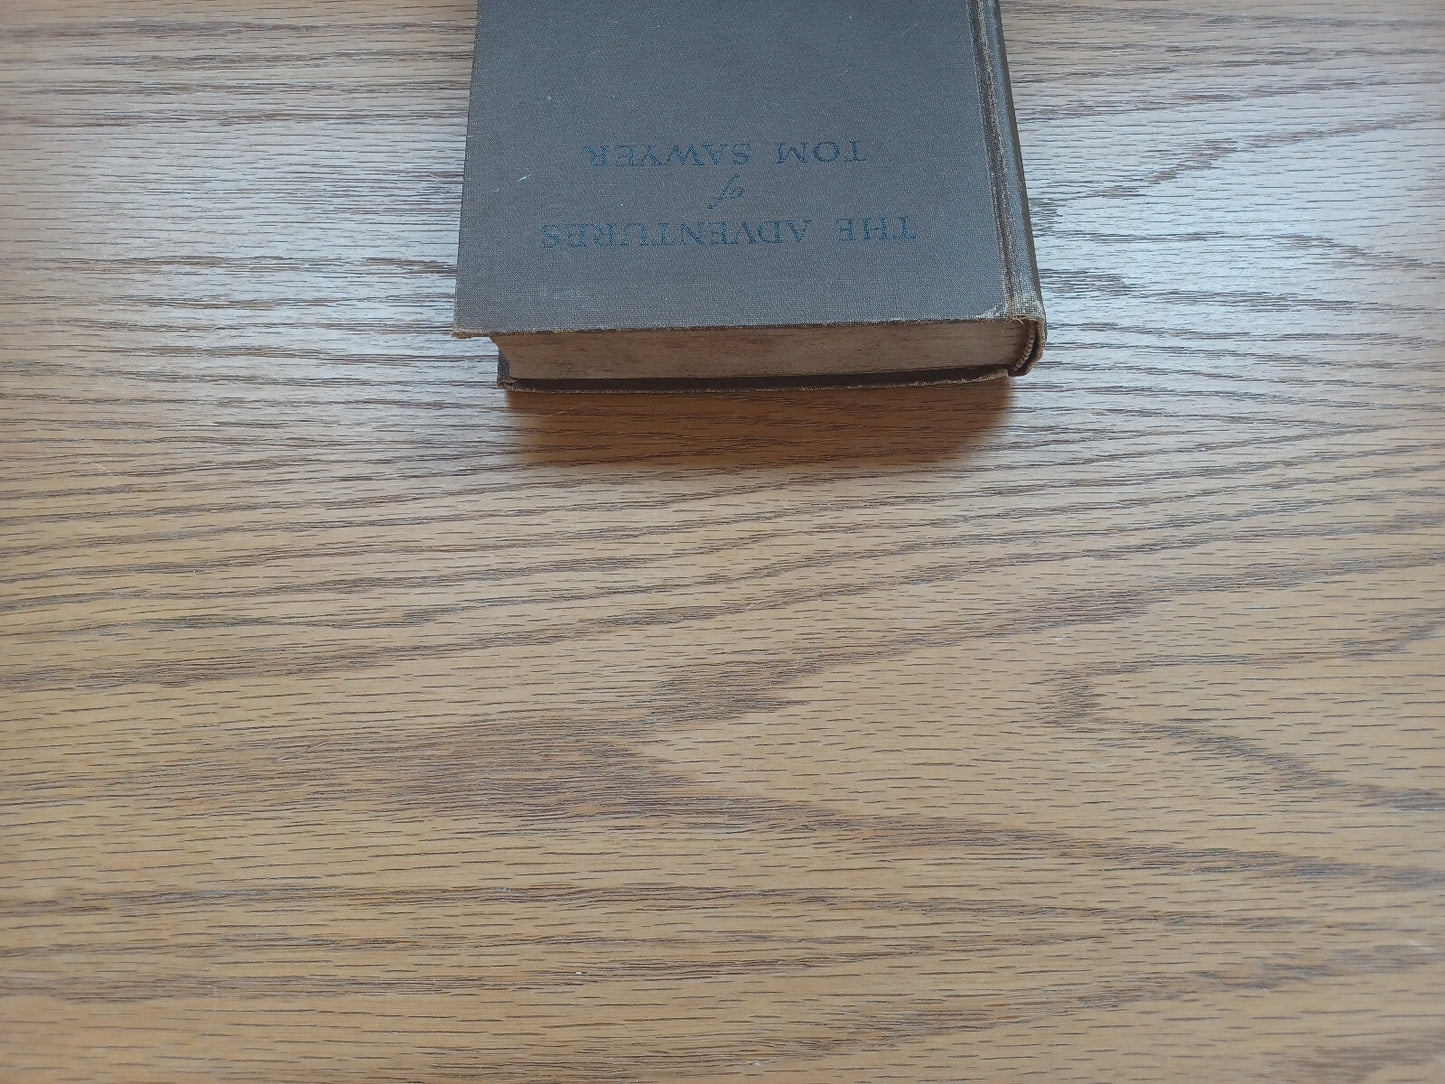 THE ADVENTURES
of
TOM SAWYER